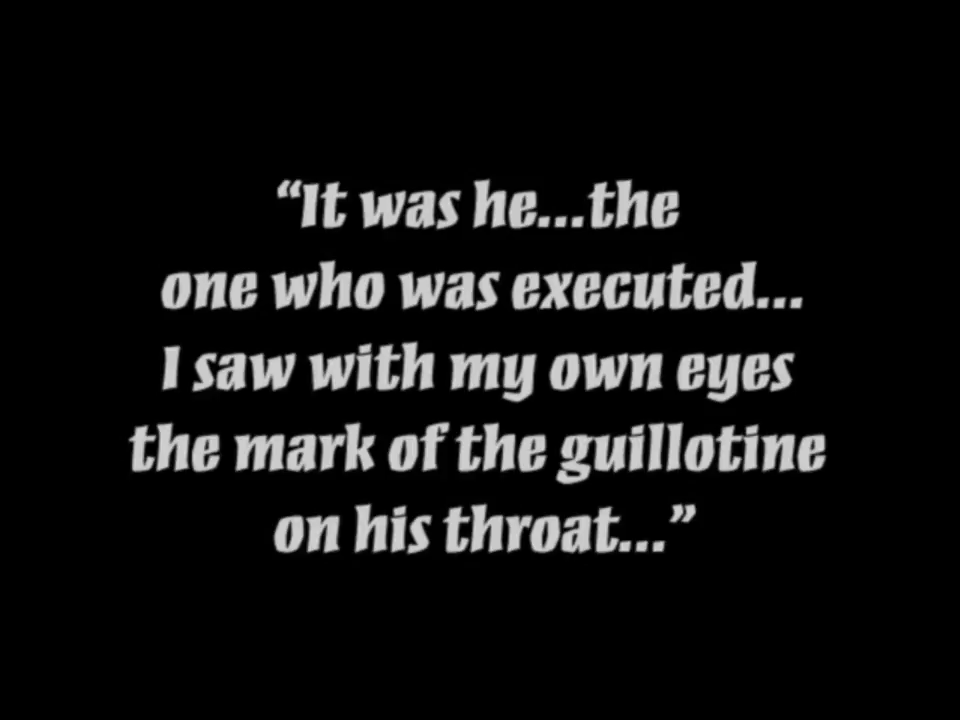 “It was he...the
one who was executed...
I saw with my own eyes
the mark of the guillotine
on his throat...”